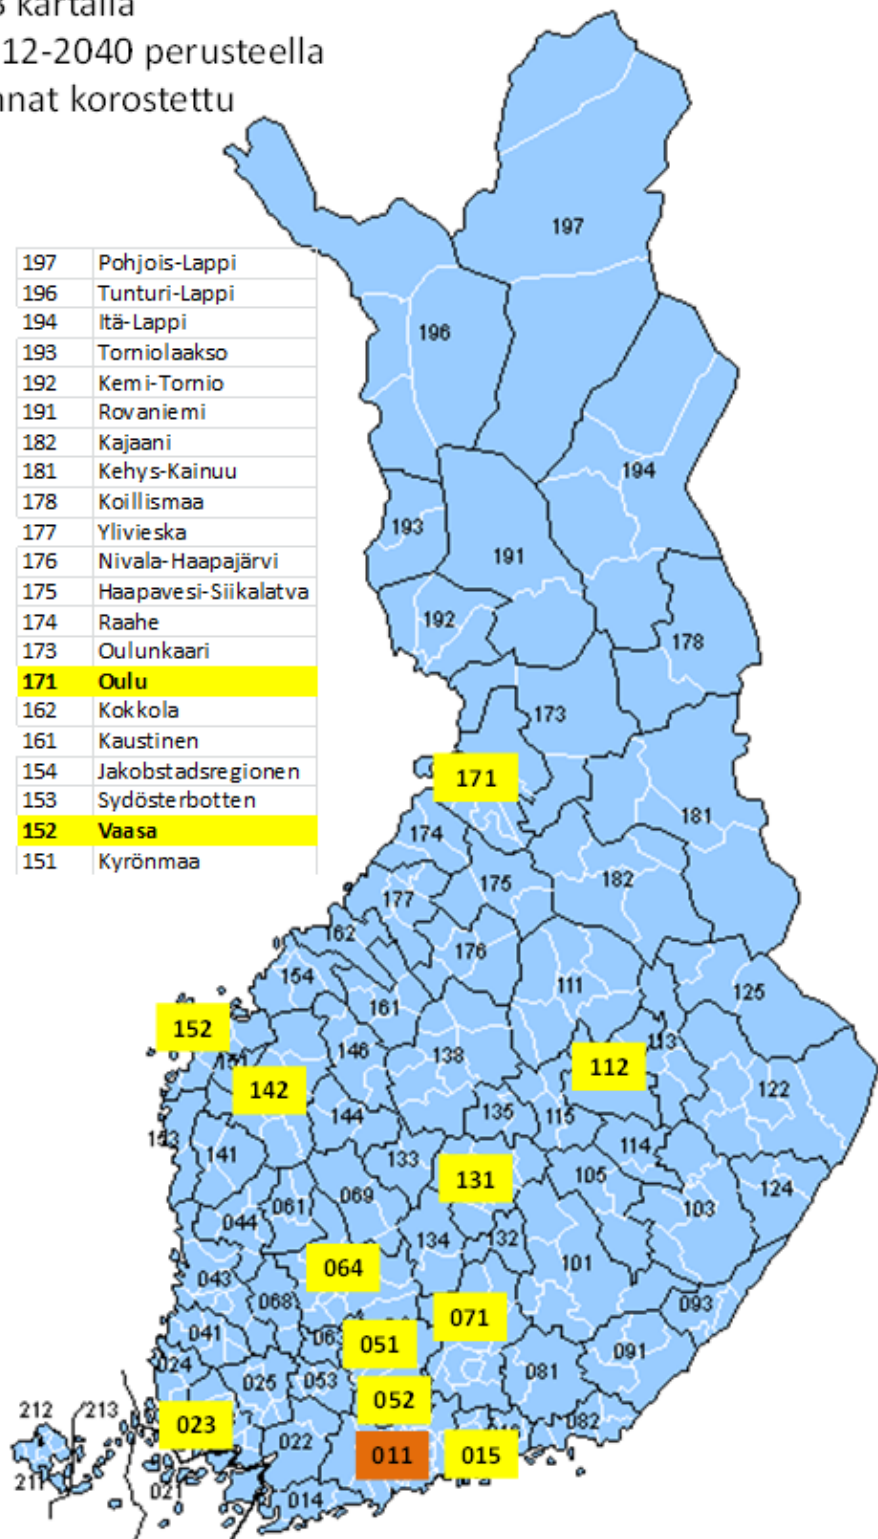 kartalla
12-2040 perusteella
nnat korostettu
197 Pohjois-Lappi
196 Tunturi-Lappi
194 Itä-Lappi
193 Torniolaakso
192 Kemi-Tornio
191 Rovaniemi
182 Kajaani
181 Kehys-Kainuu
178 Koillismaa
177 Ylivieska
176 Nivala-Haapajärvi
175 Haapavesi-Siikalatva
174 Raahe
173 Oulunkaari
171 Oulu
162 Kokkola
161 Kaustinen
154 Jakobstadsregionen
153 Sydösterbotten
152 Vaasa
151 Kyrönmaa
197
196
194
193
191
192
178
173
171
181
174
182
175
177
162
176
154
111
125
161
152
113
146
138
151
112
142
122
135
115
144
153
114
141
133
131
105
124
069
103
061
044
134
132
101
064
043
068
093
071
041
051
091
024
081
025
053
052
212
213
023
082
022
011
015
211
021
014